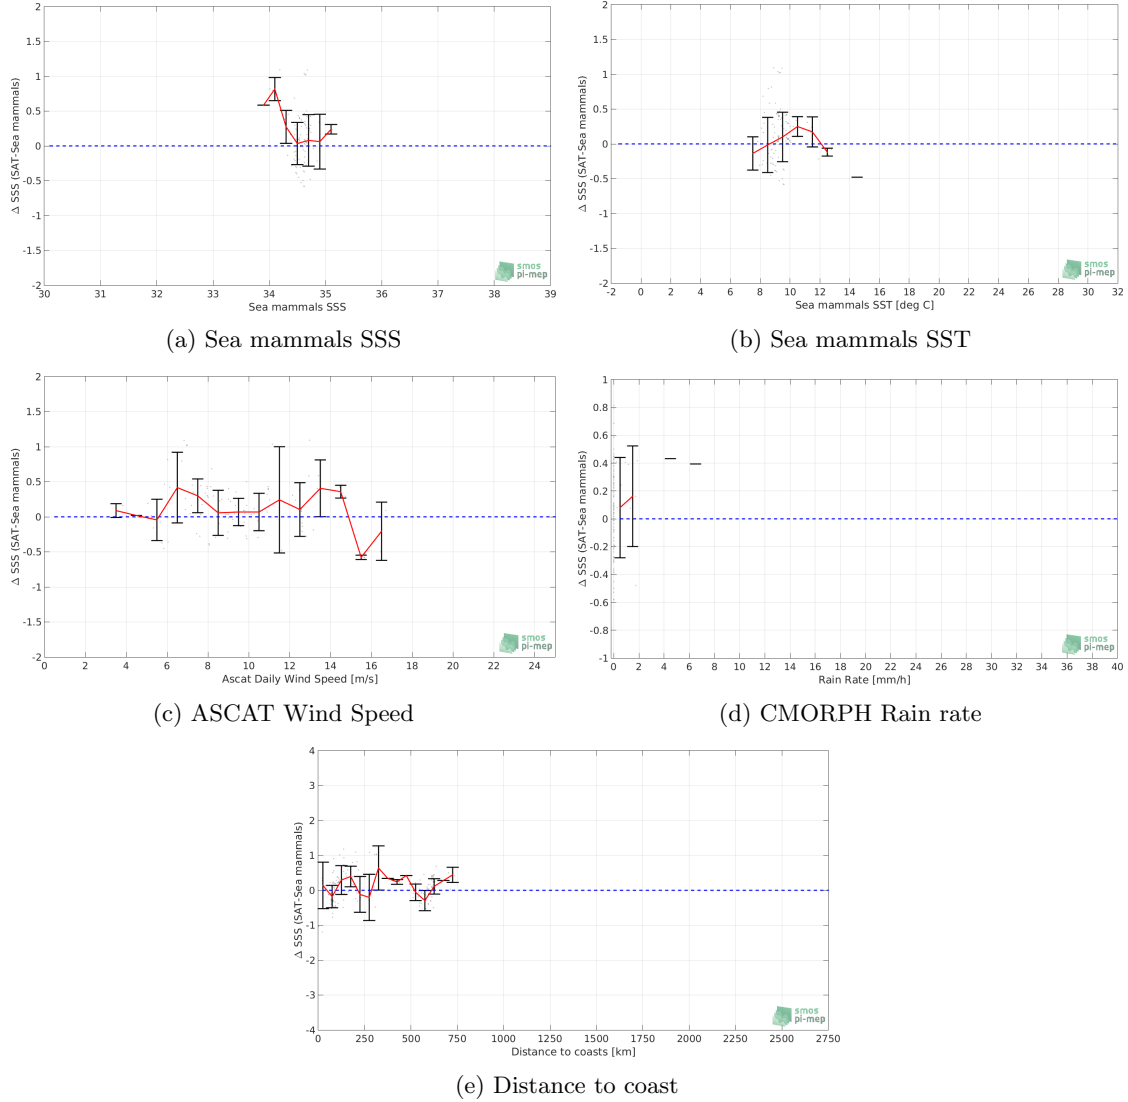 2
1.5
1
0.5
0
-0.5
-1
-1.5
-2
Δ SSS (SAT-Sea mammals)
30 31 32 33 34 35 36 37 38 39
Sea mammals SSS
smos
pi-mep
(a) Sea mammals SSS
2
1.5
1
0.5
0
-0.5
-1
-1.5
-2
Δ SSS (SAT-Sea mammals)
-2 0 2 4 6 8 10 12 14 16 18 20 22 24 26 28 30 32
Sea mammals SST [deg C]
smos
pi-mep
(b) Sea mammals SST
2
1.5
1
0.5
0
-0.5
-1
-1.5
-2
Δ SSS (SAT-Sea mammals)
0 2 4 6 8 10 12 14 16 18 20 22 24
Ascat Daily Wind Speed [m/s]
smos
pi-mep
(c) ASCAT Wind Speed
1
0.8
0.6
0.4
0.2
0
-0.2
-0.4
-0.6
-0.8
-1
Δ SSS (SAT-Sea mammals)
0 2 4 6 8 10 12 14 16 18 20 22 24 26 28 30 32 34 36 38 40
Rain Rate [mm/h]
smos
pi-mep
(d) CMORPH Rain rate
4
3
2
1
0
-1
-2
-3
-4
Δ SSS (SAT-Sea mammals)
0 250 500 750 1000 1250 1500 1750 2000 2250 2500 2750
Distance to coasts [km]
smos
pi-mep
(e) Distance to coast